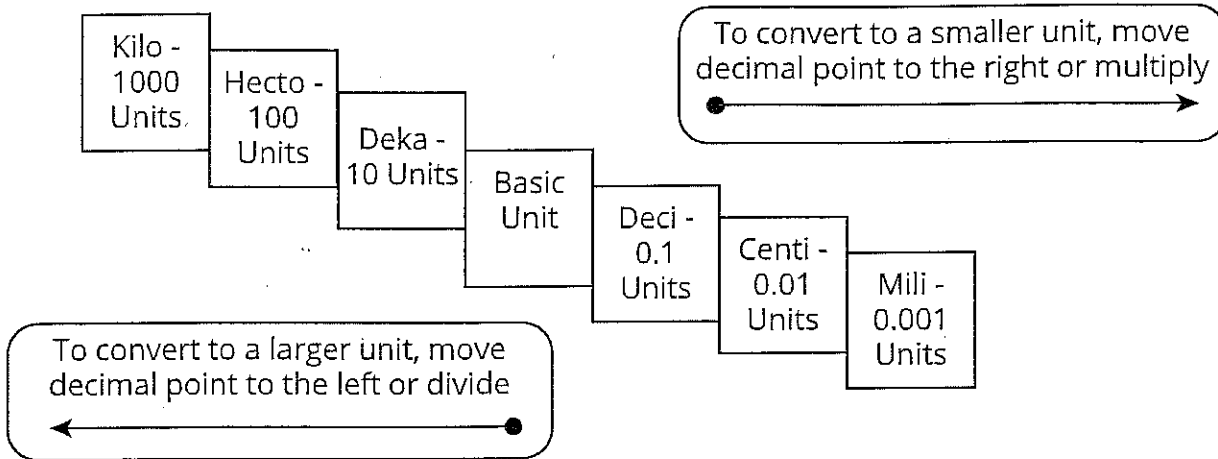 Kilo -
1000
Units
Hecto -
100
Units
Deka -
10 Units
Basic
Unit
Deci -
0.1
Units
Centi -
0.01
Units
Mili -
0.001
Units
To convert to a smaller unit, move
decimal point to the right or multiply
To convert to a larger unit, move
decimal point to the left or divide